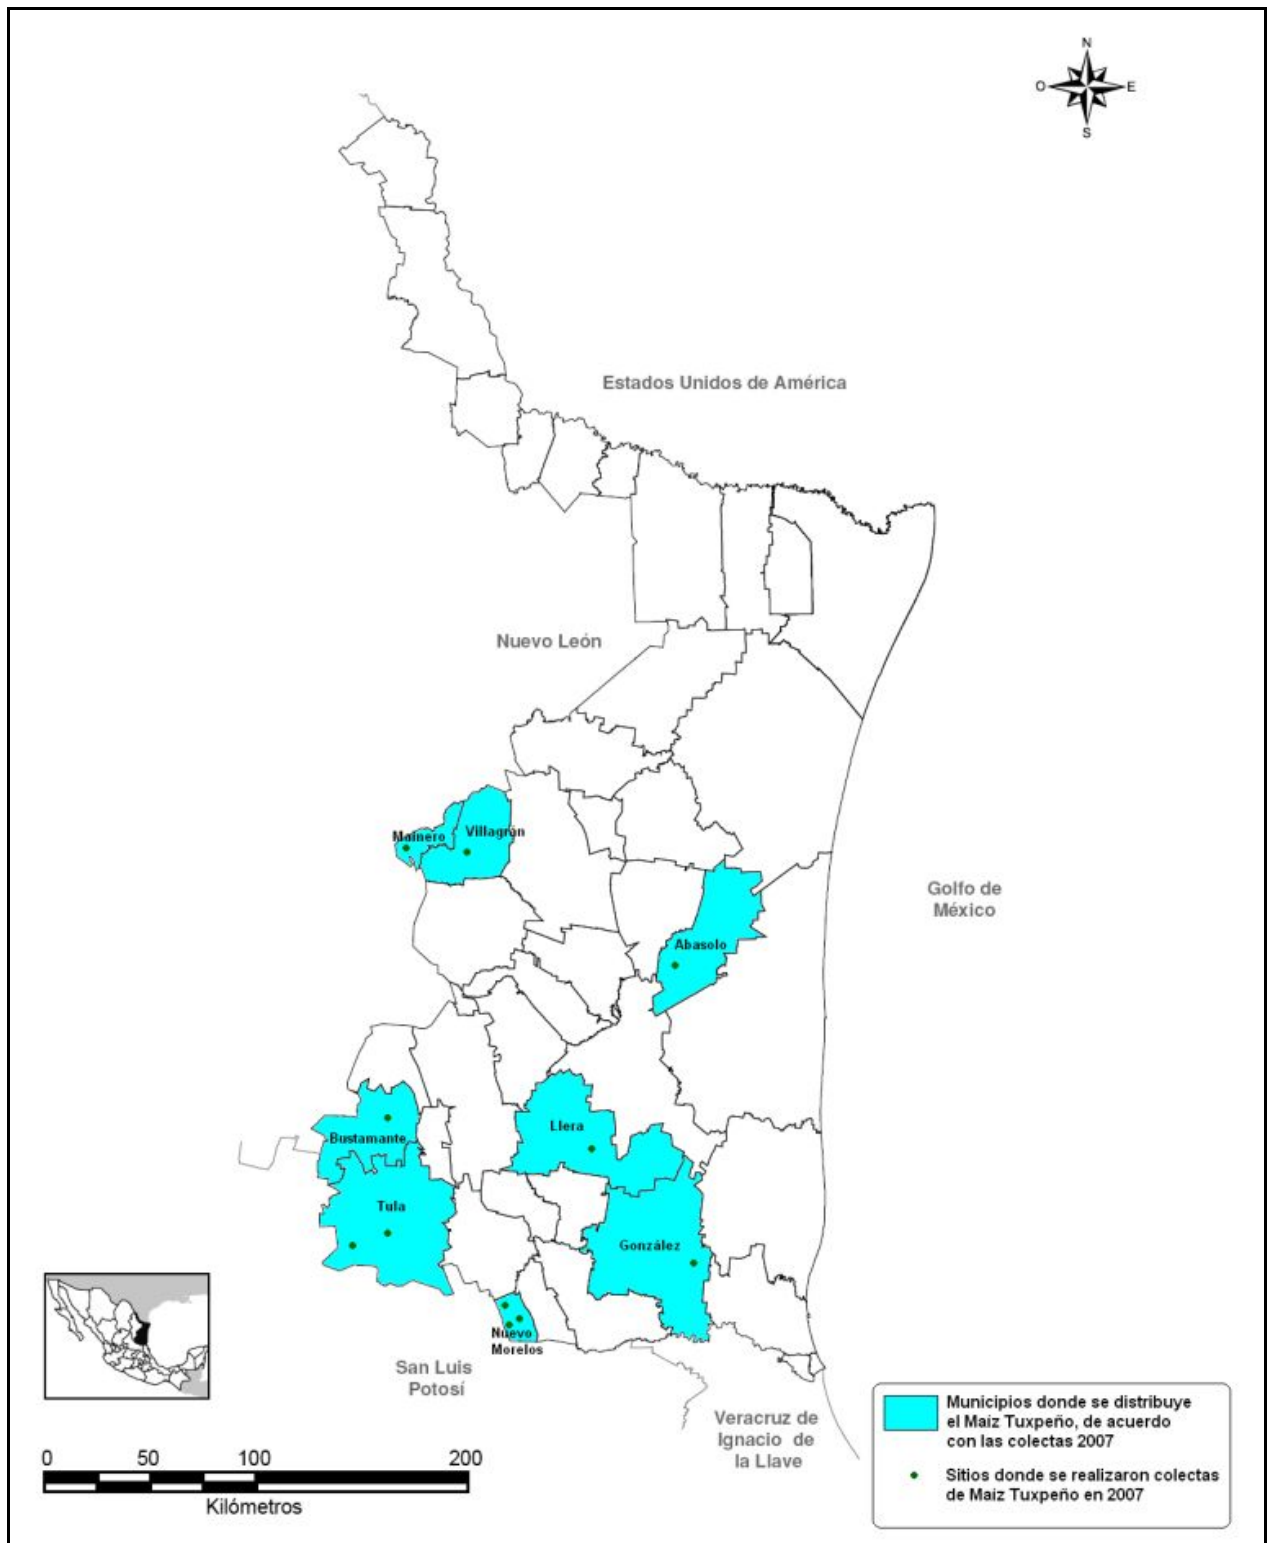 N
O
E
S
Estados Unidos de América
Nuevo León
Mainero
Villagrán
Golfo de
México
Abasolo
Llera
Bustamante
Tula
González
Nuevo
Morelos
San Luis
Potosí
Veracruz de
Ignacio de
la Llave
Municipios donde se distribuye
el Maíz Tuxpeño, de acuerdo
con las colectas 2007
Sitios donde se realizaron colectas
de Maíz Tuxpeño en 2007
0 50 100 200
Kilómetros